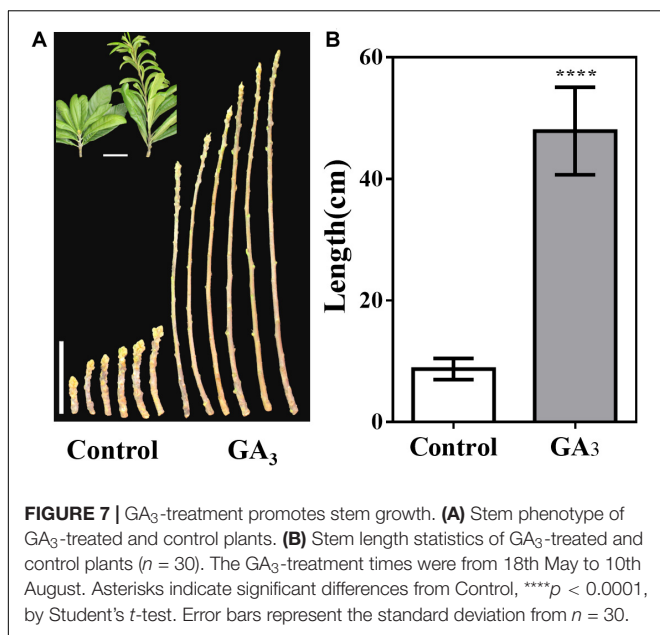 A
B
60
****
40
Length(cm)
20
0
Control
GA₃
Control
GA3
FIGURE 7 | GA₃-treatment promotes stem growth. (A) Stem phenotype of
GA₃-treated and control plants. (B) Stem length statistics of GA₃-treated and
control plants (n = 30). The GA₃-treatment times were from 18th May to 10th
August. Asterisks indicate significant differences from Control, ****p < 0.0001,
by Student's t-test. Error bars represent the standard deviation from n = 30.